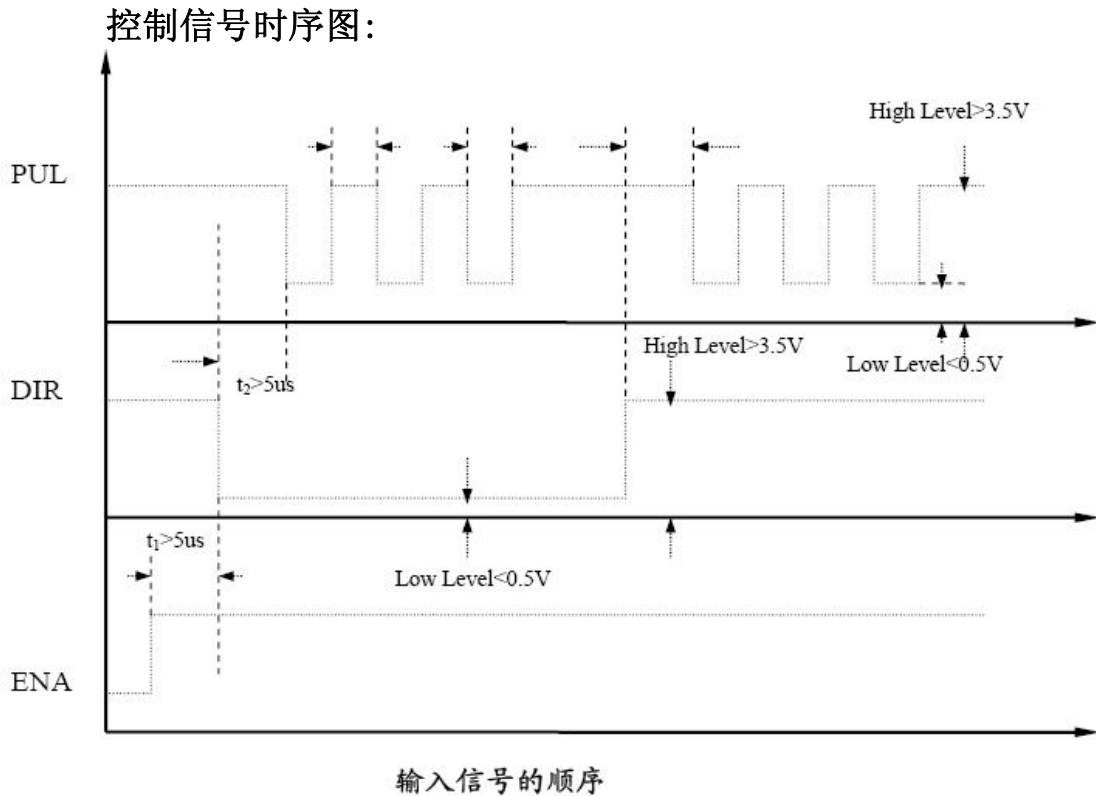 控制信号时序图:
High Level>3.5V
PUL
High Level>3.5V
Low Level<0.5V
t₂>5us
DIR
t₁>5us
Low Level<0.5V
ENA
输入信号的顺序